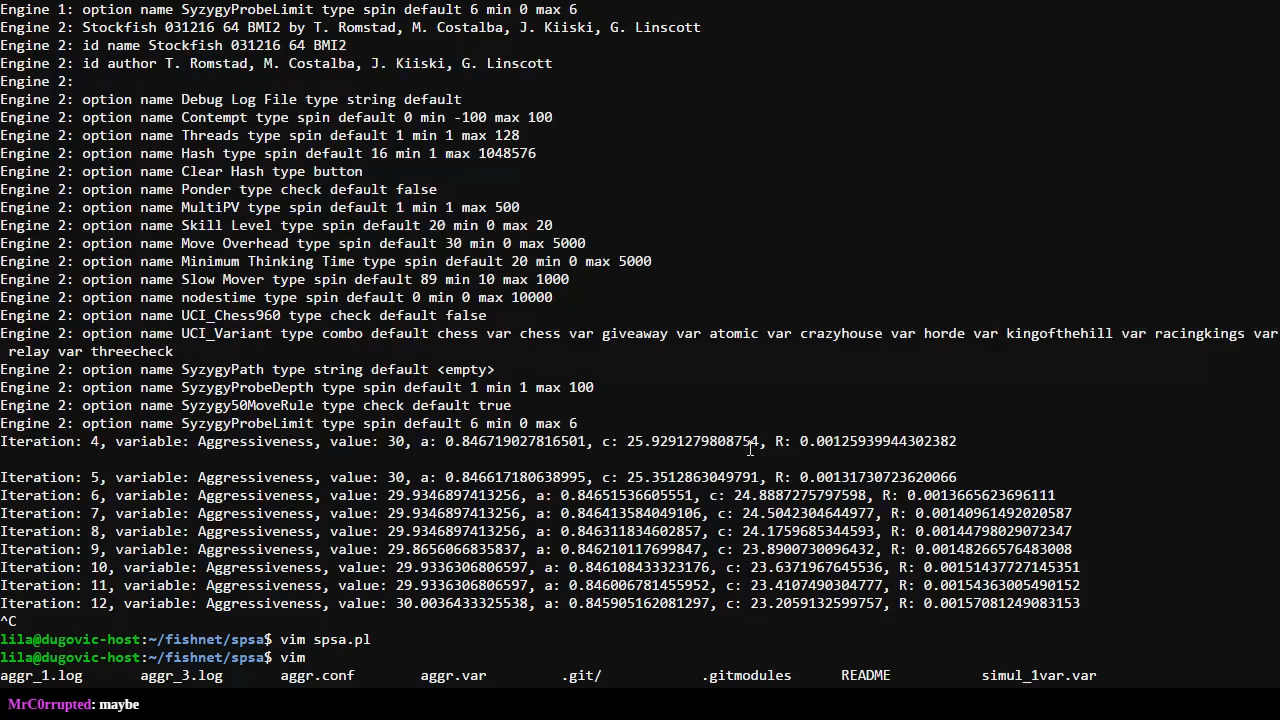 Engine 1: option name SyzygyProbeLimit type spin default 6 min 0 max 6
Engine 2: Stockfish 031216 64 BMI2 by T. Romstad, M. Costalba, J. Kiiski, G. Linscott
Engine 2: id name Stockfish 031216 64 BMI2
Engine 2: id author T. Romstad, M. Costalba, J. Kiiski, G. Linscott
Engine 2:
Engine 2: option name Debug Log File type string default
Engine 2: option name Contempt type spin default 0 min -100 max 100
Engine 2: option name Threads type spin default 1 min 1 max 128
Engine 2: option name Hash type spin default 16 min 1 max 1048576
Engine 2: option name Clear Hash type button
Engine 2: option name Ponder type check default false
Engine 2: option name MultiPV type spin default 1 min 1 max 500
Engine 2: option name Skill Level type spin default 20 min 0 max 20
Engine 2: option name Move Overhead type spin default 30 min 0 max 5000
Engine 2: option name Minimum Thinking Time type spin default 20 min 0 max 5000
Engine 2: option name Slow Mover type spin default 89 min 10 max 1000
Engine 2: option name nodestime type spin default 0 min 0 max 10000
Engine 2: option name UCI_Chess960 type check default false
Engine 2: option name UCI_Variant type combo default chess var chess var giveaway var atomic var crazyhouse var horde var kingofthehill var racingkings var
relay var threecheck
Engine 2: option name SyzygyPath type string default <empty>
Engine 2: option name SyzygyProbeDepth type spin default 1 min 1 max 100
Engine 2: option name Syzygy50MoveRule type check default true
Engine 2: option name SyzygyProbeLimit type spin default 6 min 0 max 6
Iteration: 4, variable: Aggressiveness, value: 30, a: 0.846719027816501, c: 25.9291279808754, R: 0.00125939944302382
Iteration: 5, variable: Aggressiveness, value: 30, a: 0.846617180638995, c: 25.3512863049791, R: 0.00131730723620066
Iteration: 6, variable: Aggressiveness, value: 29.9346897413256, a: 0.84651536605551, c: 24.8887275797598, R: 0.0013665623696111
Iteration: 7, variable: Aggressiveness, value: 29.9346897413256, a: 0.846413584049106, c: 24.5042304644977, R: 0.00140961492020587
Iteration: 8, variable: Aggressiveness, value: 29.9346897413256, a: 0.846311834602857, c: 24.1759685344593, R: 0.00144798029072347
Iteration: 9, variable: Aggressiveness, value: 29.8656066835837, a: 0.846210117699847, c: 23.8900730096432, R: 0.00148266576483008
Iteration: 10, variable: Aggressiveness, value: 29.9336306806597, a: 0.846108433323176, c: 23.6371967645536, R: 0.00151437727145351
Iteration: 11, variable: Aggressiveness, value: 29.9336306806597, a: 0.846006781455952, c: 23.4107490304777, R: 0.00154363005490152
Iteration: 12, variable: Aggressiveness, value: 30.0036433325538, a: 0.845905162081297, c: 23.2059132599757, R: 0.00157081249083153
^C
lila@dugovic-host:~/fishnet/spsa$ vim spsa.pl
lila@dugovic-host:~/fishnet/spsa$ vim
aggr_1.log aggr_3.log aggr.conf aggr.var .git/ .gitmodules README simul_1var.var
MrC0rrupted: maybe